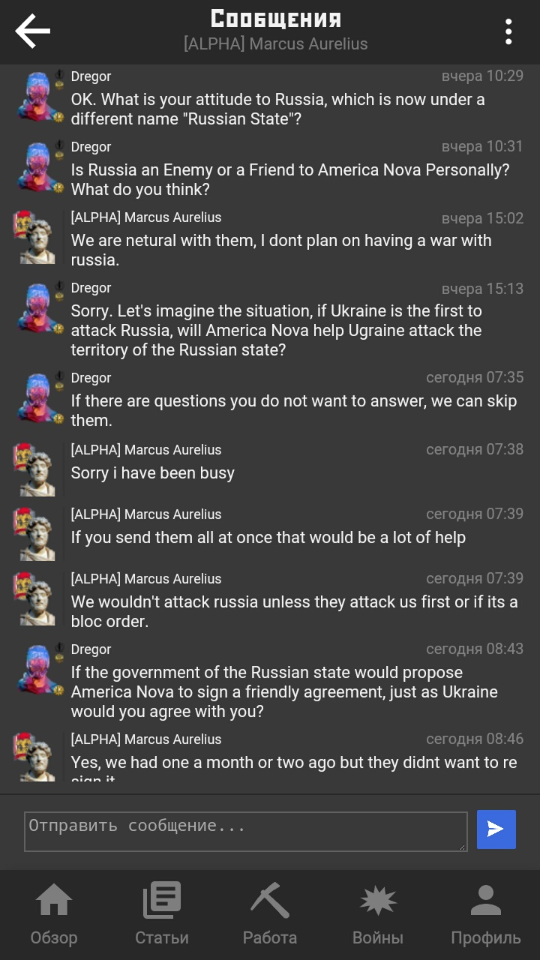 Сообщения
[ALPHA] Marcus Aurelius
Dregor вчера 10:29
OK. What is your attitude to Russia, which is now under a
different name "Russian State"?
Dregor вчера 10:31
Is Russia an Enemy or a Friend to America Nova Personally?
What do you think?
[ALPHA] Marcus Aurelius вчера 15:02
We are netural with them, I dont plan on having a war with
russia.
Dregor вчера 15:13
Sorry. Let's imagine the situation, if Ukraine is the first to
attack Russia, will America Nova help Ugraine attack the
territory of the Russian state?
Dregor сегодня 07:35
If there are questions you do not want to answer, we can skip
them.
[ALPHA] Marcus Aurelius сегодня 07:38
Sorry i have been busy
[ALPHA] Marcus Aurelius сегодня 07:39
If you send them all at once that would be a lot of help
[ALPHA] Marcus Aurelius сегодня 07:39
We wouldn't attack russia unless they attack us first or if its a
bloc order.
Dregor сегодня 08:43
If the government of the Russian state would propose
America Nova to sign a friendly agreement, just as Ukraine
would you agree with you?
[ALPHA] Marcus Aurelius сегодня 08:46
Yes, we had one a month or two ago but they didnt want to re
sign it
Отправить сообщение...
Обзор Статьи Работа Войны Профиль